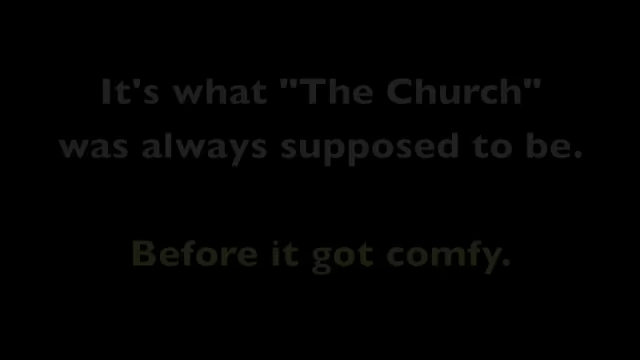 It's what "The Church"
was always supposed to be.
Before it got comfy.